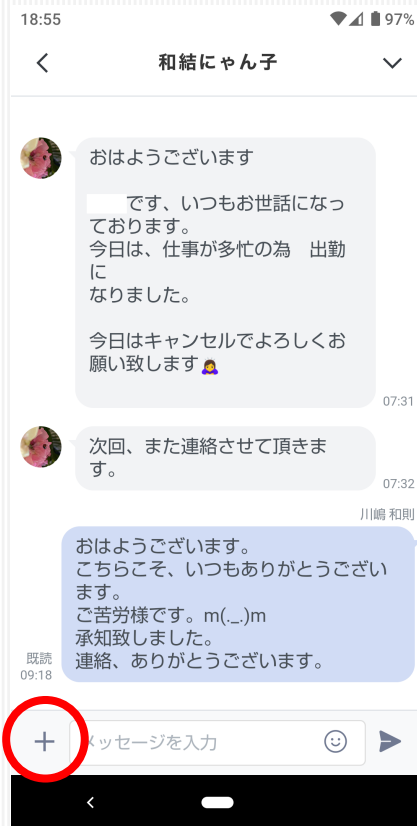 18:55
97%
和結にゃん子
おはようございます
です、いつもお世話になっ
ております。
今日は、仕事が多忙の為　出勤
に
なりました。
今日はキャンセルでよろしくお
願い致します🙇‍♀️
07:31
次回、また連絡させて頂きま
す。
07:32
川嶋 和則
おはようございます。
こちらこそ、いつもありがとうござい
ます。
ご苦労様です。m(._.)m
承知致しました。
連絡、ありがとうございます。
既読
09:18
メッセージを入力